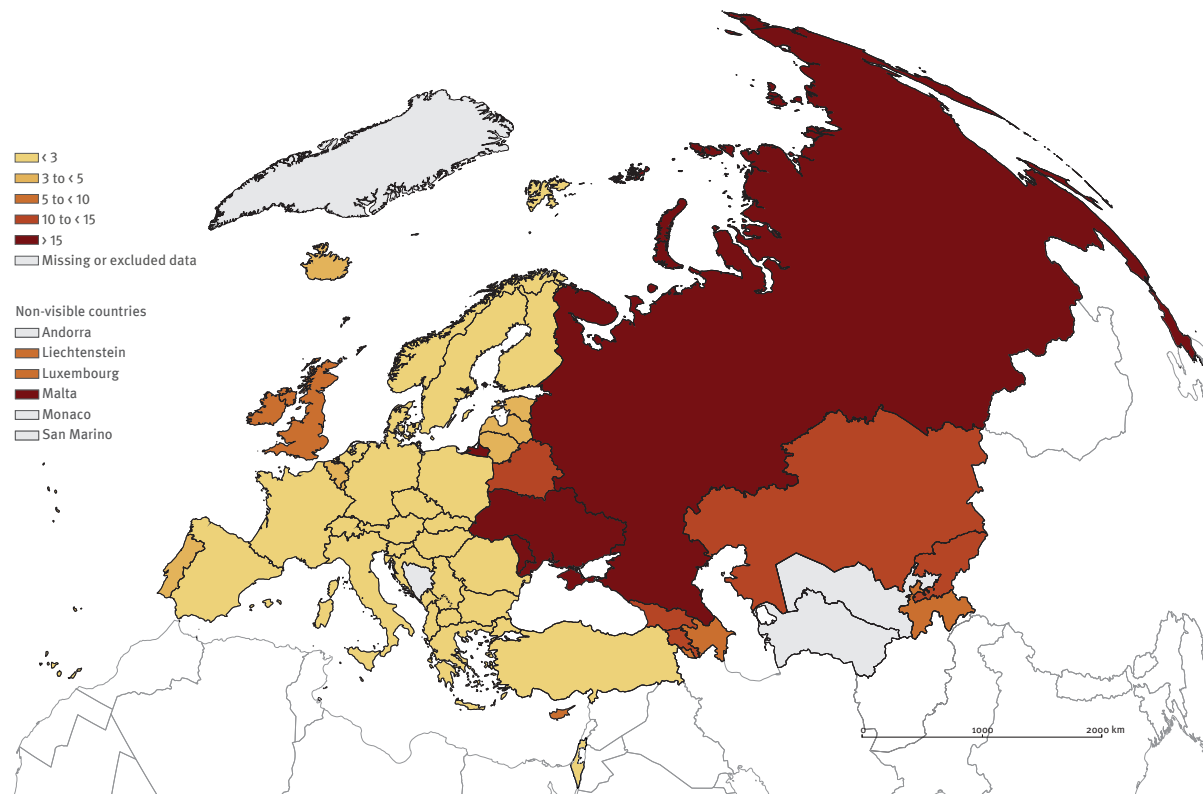 < 3
3 to < 5
5 to < 10
10 to < 15
> 15
Missing or excluded data
Non-visible countries
Andorra
Liechtenstein
Luxembourg
Malta
Monaco
San Marino
0 1000 2000 km